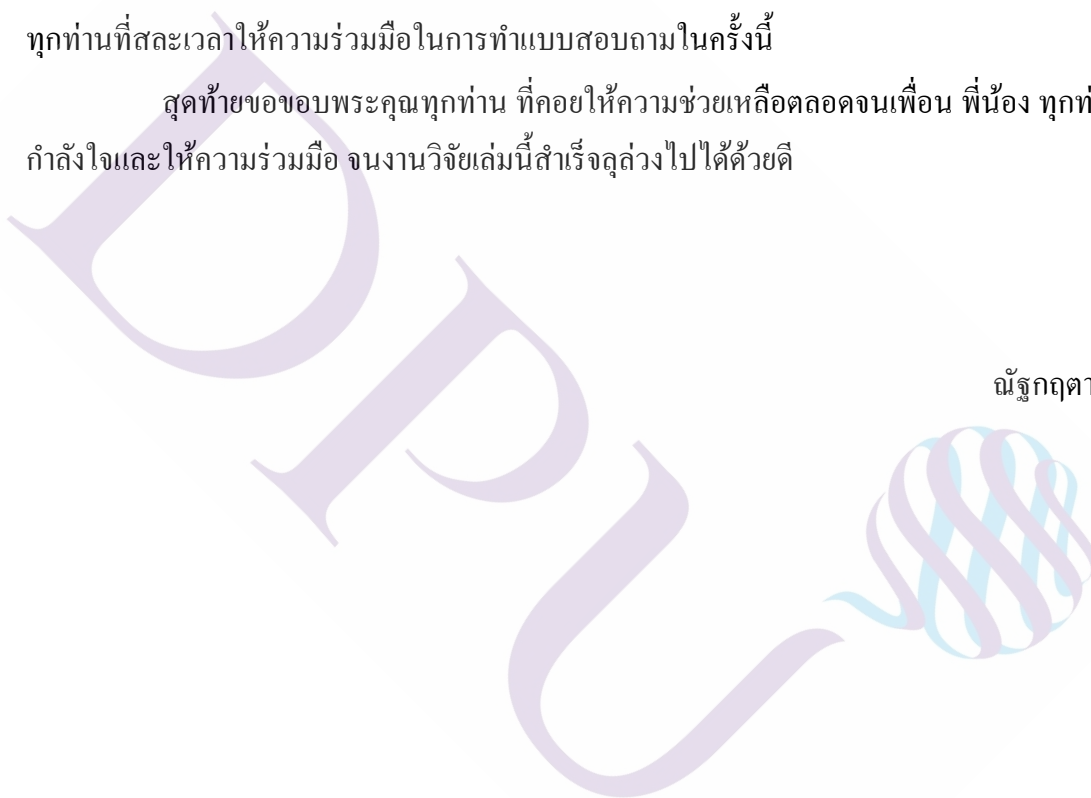 ทุกท่านที่สละเวลาให้ความร่วมมือในการทำแบบสอบถามในครั้งนี้
สุดท้ายขอขอบพระคุณทุกท่าน ที่คอยให้ความช่วยเหลือตลอดจนเพื่อน พี่น้อง ทุกท่
กำลังใจและให้ความร่วมมือ จนงานวิจัยเล่มนี้สำเร็จลุล่วงไปได้ด้วยดี
ณัฐกฤตา
DPU